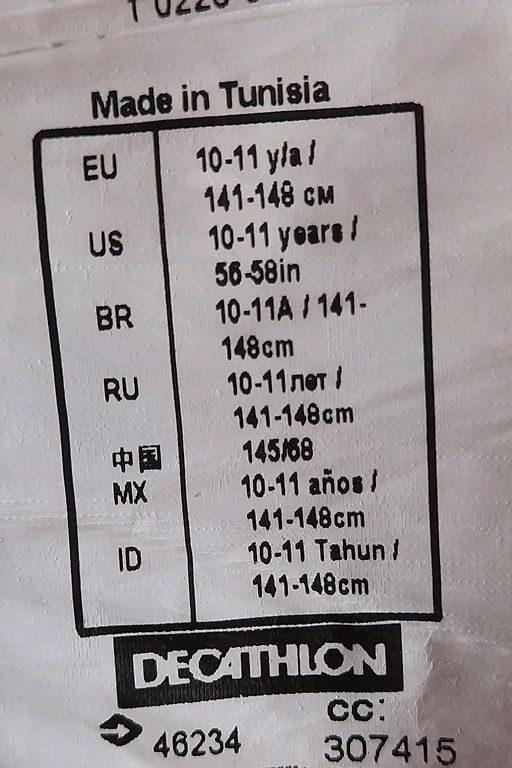 Made in Tunisia
EU 10-11 y/a /
141-148 см
US 10-11 years /
56-58in
BR 10-11A / 141-
148cm
RU 10-11лет /
141-148cm
中国 145/68
MX 10-11 años /
141-148cm
ID 10-11 Tahun /
141-148cm
DECATHLON
CC:
46234 307415